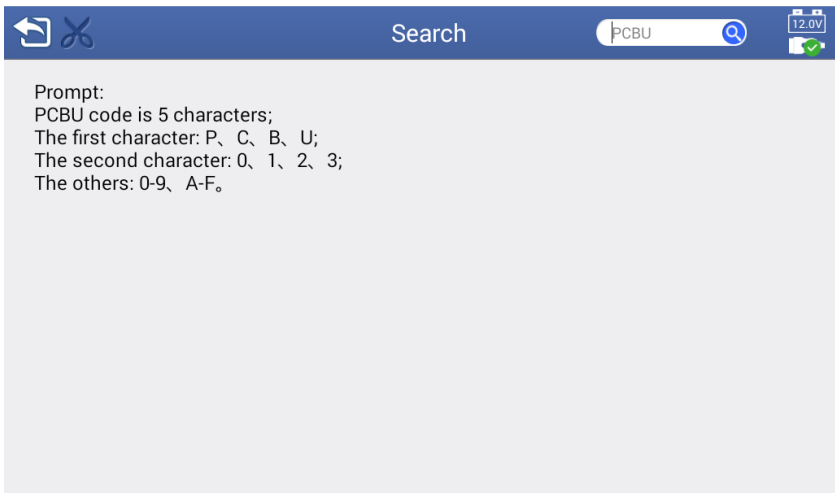 Search
PCBU
12.0V
Prompt:
PCBU code is 5 characters;
The first character: P、C、B、U;
The second character: 0、1、2、3;
The others: 0-9、A-F。